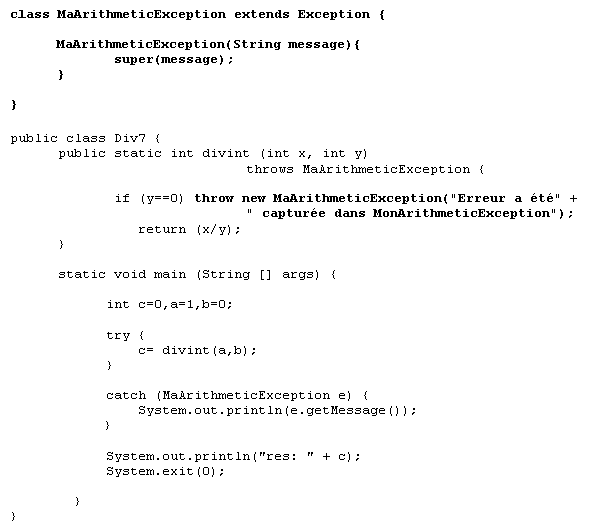 class MaArithmeticException extends Exception {
MaArithmeticException(String message){
super(message);
}
}
public class Div7 {
public static int divint (int x, int y)
throws MaArithmeticException {
if (y==0) throw new MaArithmeticException("Erreur a été" +
" capturée dans MonArithmeticException");
return (x/y);
}
static void main (String [] args) {
int c=0,a=1,b=0;
try {
c= divint(a,b);
}
catch (MaArithmeticException e) {
System.out.println(e.getMessage());
}
System.out.println("res: " + c);
System.exit(0);
}
}